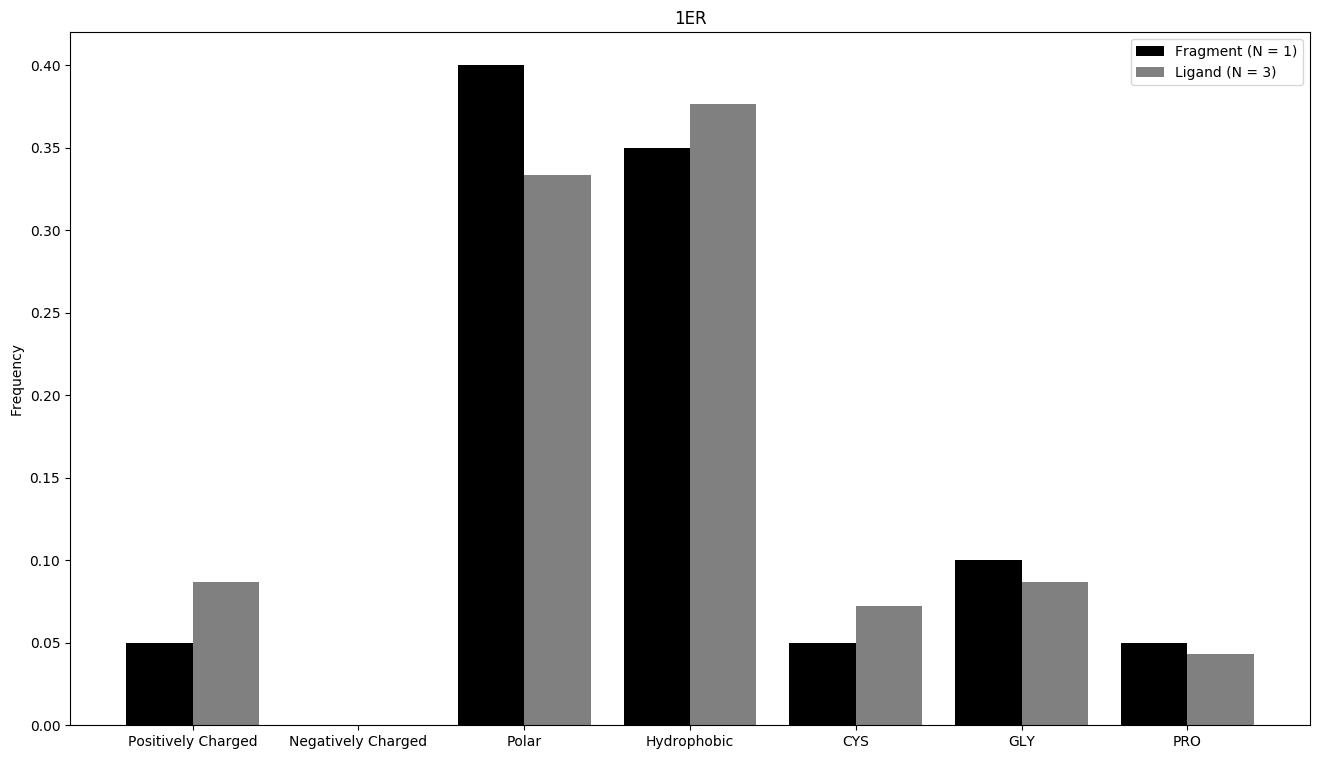 1ER
Fragment (N = 1)
Ligand (N = 3)
Frequency
0.40
0.35
0.30
0.25
0.20
0.15
0.10
0.05
0.00
Positively Charged Negatively Charged Polar Hydrophobic CYS GLY PRO